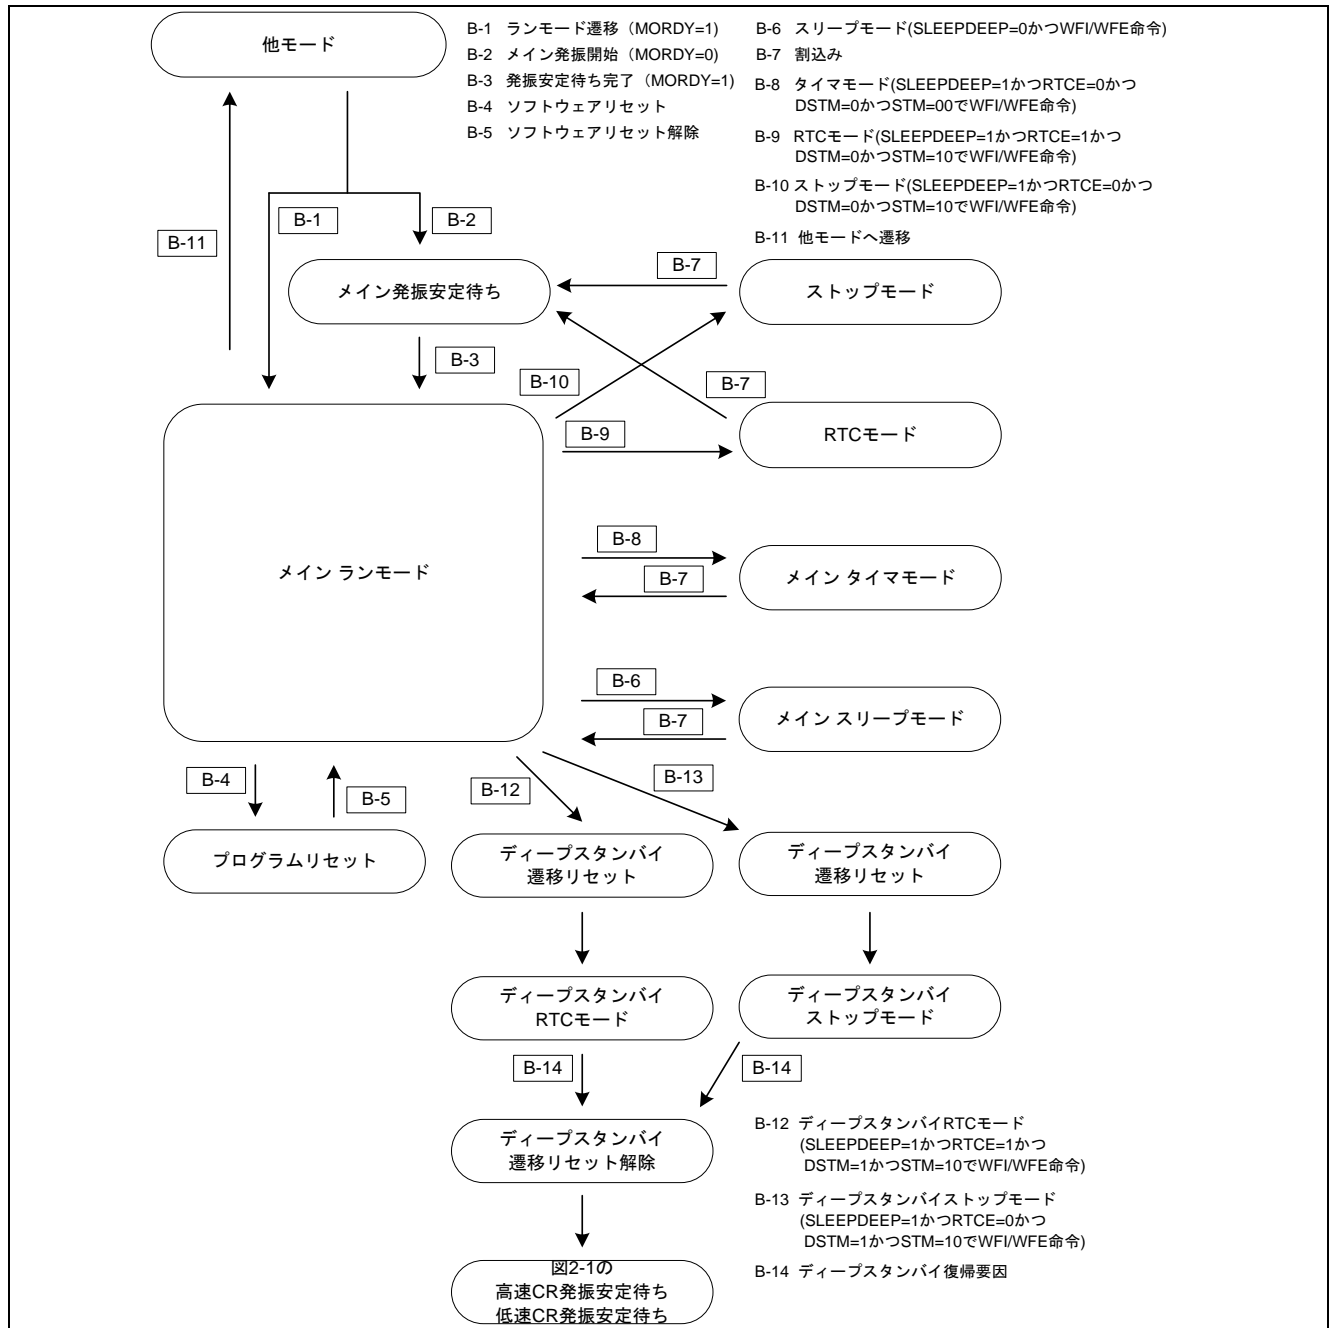 他モード
B-1 ランモード遷移（MORDY=1）
B-2 メイン発振開始（MORDY=0）
B-3 発振安定待ち完了（MORDY=1）
B-4 ソフトウェアリセット
B-5 ソフトウェアリセット解除
B-6 スリープモード(SLEEPDEEP=0かつWFI/WFE命令)
B-7 割込み
B-8 タイマモード(SLEEPDEEP=1かつRTCE=0かつ
DSTM=0かつSTM=00でWFI/WFE命令)
B-9 RTCモード(SLEEPDEEP=1かつRTCE=1かつ
DSTM=0かつSTM=10でWFI/WFE命令)
B-10 ストップモード(SLEEPDEEP=1かつRTCE=0かつ
DSTM=0かつSTM=10でWFI/WFE命令)
B-11 他モードへ遷移
B-11
B-1
B-2
メイン発振安定待ち
B-7
ストップモード
B-3
B-10
B-7
B-9
RTCモード
メイン ランモード
B-8
B-7
メイン タイマモード
B-6
B-7
メイン スリープモード
B-4
B-5
B-12
B-13
プログラムリセット
ディープスタンバイ
遷移リセット
ディープスタンバイ
遷移リセット
ディープスタンバイ
RTCモード
ディープスタンバイ
ストップモード
B-14
B-14
ディープスタンバイ
遷移リセット解除
B-12 ディープスタンバイRTCモード
(SLEEPDEEP=1かつRTCE=1かつ
DSTM=1かつSTM=10でWFI/WFE命令)
B-13 ディープスタンバイストップモード
(SLEEPDEEP=1かつRTCE=0かつ
DSTM=1かつSTM=10でWFI/WFE命令)
B-14 ディープスタンバイ復帰要因
図2-1の
高速CR発振安定待ち
低速CR発振安定待ち